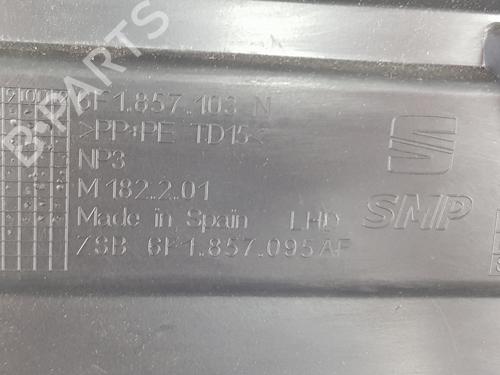 6F1.857.103 N
>PP+PE TD15<
NP3
M 182.2.01
Made in Spain LHD
ZSB 6F1.857.095AF
SMP
B-PARTS